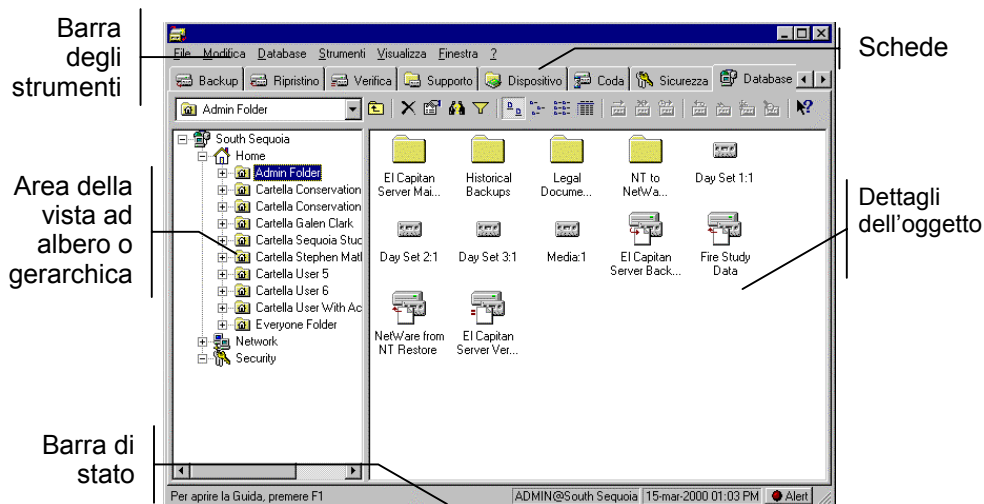 Barra
degli
strumenti
Schede
File Modifica Database Strumenti Visualizza Finestra ?
Backup Ripristino Verifica Supporto Dispositivo Coda Sicurezza Database
Admin Folder
South Sequoia
Home
Admin Folder
Cartella Conservation
Cartella Conservation
Cartella Galen Clark
Cartella Sequoia Stuc
Cartella Stephen Matl
Cartella User 5
Cartella User 6
Cartella User With Ac
Everyone Folder
Network
Security
El Capitan
Server Mai...
Historical
Backups
Legal
Docume...
NT to
NetWa...
Day Set 1:1
Day Set 2:1
Day Set 3:1
Media:1
El Capitan
Server Back...
Fire Study
Data
NetWare from
NT Restore
El Capitan
Server Ver...
Area della
vista ad
albero o
gerarchica
Dettagli
dell'oggetto
Barra di
stato
Per aprire la Guida, premere F1
ADMIN@South Sequoia 15-mar-2000 01:03 PM Alert